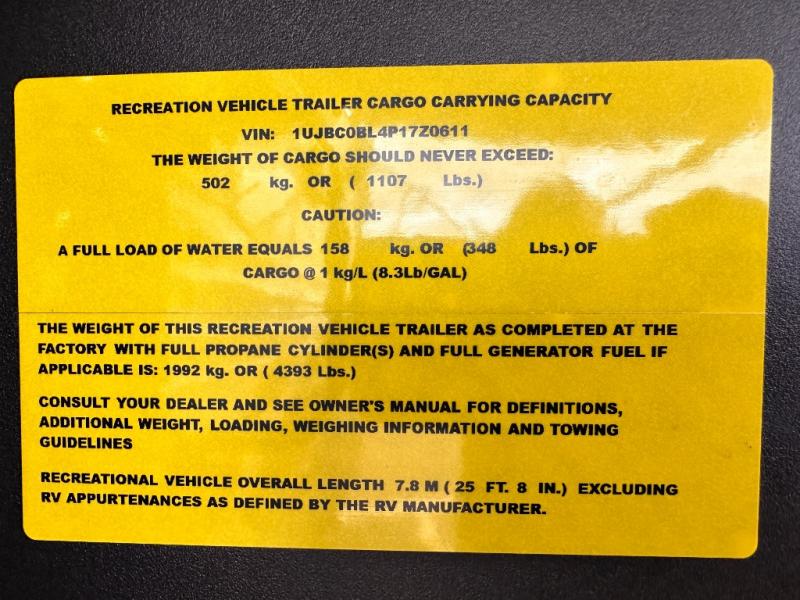 RECREATION VEHICLE TRAILER CARGO CARRYING CAPACITY
VIN: 1UJBC0BL4P17Z0611
THE WEIGHT OF CARGO SHOULD NEVER EXCEED:
502 kg. OR ( 1107 Lbs.)
CAUTION:
A FULL LOAD OF WATER EQUALS 158 kg. OR (348 Lbs.) OF
CARGO @ 1 kg/L (8.3Lb/GAL)
THE WEIGHT OF THIS RECREATION VEHICLE TRAILER AS COMPLETED AT THE
FACTORY WITH FULL PROPANE CYLINDER(S) AND FULL GENERATOR FUEL IF
APPLICABLE IS: 1992 kg. OR ( 4393 Lbs.)
CONSULT YOUR DEALER AND SEE OWNER'S MANUAL FOR DEFINITIONS,
ADDITIONAL WEIGHT, LOADING, WEIGHING INFORMATION AND TOWING
GUIDELINES
RECREATIONAL VEHICLE OVERALL LENGTH 7.8 M ( 25 FT. 8 IN.) EXCLUDING
RV APPURTENANCES AS DEFINED BY THE RV MANUFACTURER.